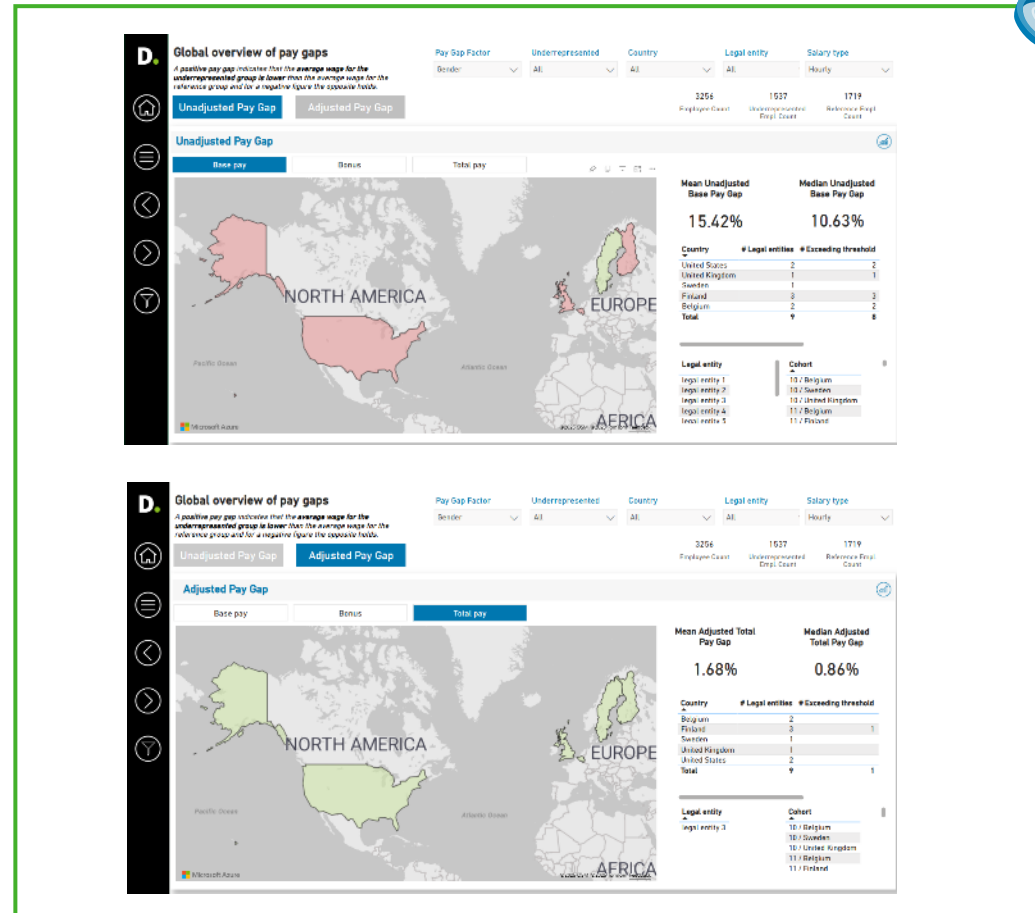 D.
Global overview of pay gaps
A positive pay gap indicates that the average wage for the
underrepresented group is lower than the average wage for the
reference group and for a negative figure the opposite holds.
Unadjusted Pay Gap
Adjusted Pay Gap
Pay Gap Factor
Underrepresented
Country
Legal entity
Salary type
Gender
All
All
All
Hourly
3256
1537
1719
Employee Count
Underrepresented
Empl. Count
Reference Empl.
Count
Unadjusted Pay Gap
Base pay
Bonus
Total pay
NORTH AMERICA
EUROPE
AFRICA
Pacific Ocean
Atlantic Ocean
Microsoft Azure
Mean Unadjusted
Base Pay Gap
Median Unadjusted
Base Pay Gap
15.42%
10.63%
Country # Legal entities # Exceeding threshold
United States 2 2
United Kingdom 1 1
Sweden 1
Finland 3 3
Belgium 2 2
Total 9 8
Legal entity
legal entity 1
legal entity 2
legal entity 3
legal entity 4
legal entity 5
Cohort
10 / Belgium
10 / Sweden
10 / United Kingdom
11 / Belgium
11 / Finland
D.
Global overview of pay gaps
A positive pay gap indicates that the average wage for the
underrepresented group is lower than the average wage for the
reference group and for a negative figure the opposite holds.
Unadjusted Pay Gap
Adjusted Pay Gap
Pay Gap Factor
Underrepresented
Country
Legal entity
Salary type
Gender
All
All
All
Hourly
3256
1537
1719
Employee Count
Underrepresented
Empl. Count
Reference Empl.
Count
Adjusted Pay Gap
Base pay
Bonus
Total pay
NORTH AMERICA
EUROPE
AFRICA
Pacific Ocean
Atlantic Ocean
Microsoft Azure
Mean Adjusted Total
Pay Gap
Median Adjusted
Total Pay Gap
1.68%
0.86%
Country # Legal entities # Exceeding threshold
Belgium 2
Finland 3 1
Sweden 1
United Kingdom 1
United States 2
Total 9 1
Legal entity
legal entity 3
Cohort
10 / Belgium
10 / Sweden
10 / United Kingdom
11 / Belgium
11 / Finland